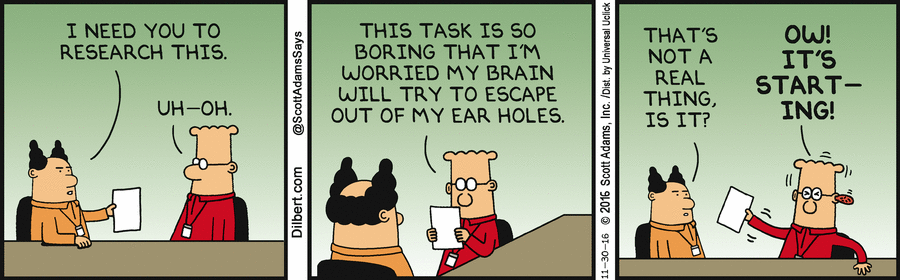 I NEED YOU TO
RESEARCH THIS.
UH—OH.
Dilbert.com @ScottAdamsSays
THIS TASK IS SO
BORING THAT I'M
WORRIED MY BRAIN
WILL TRY TO ESCAPE
OUT OF MY EAR HOLES.
11-30-16 © 2016 Scott Adams, Inc. /Dist. by Universal Uclick
THAT'S
NOT A
REAL
THING,
IS IT?
OW!
IT'S
START—
ING!